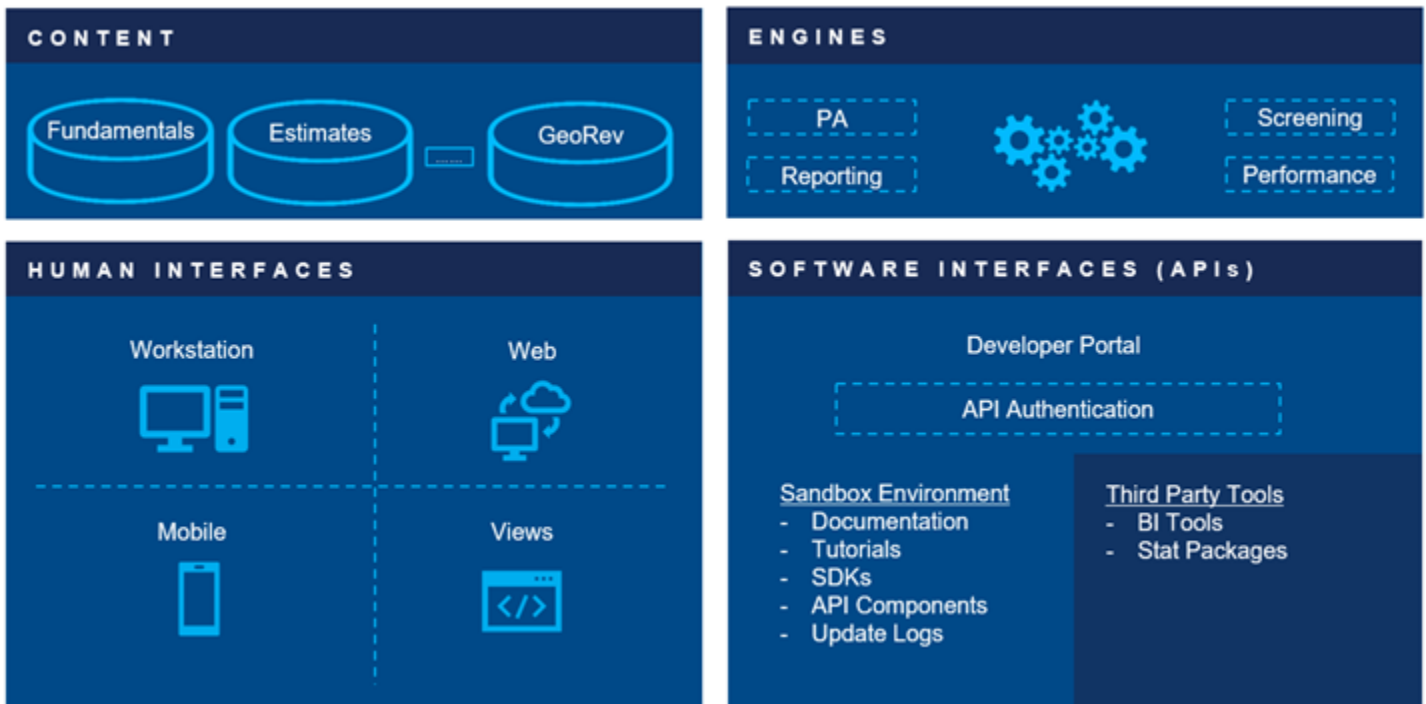 CONTENT
Fundamentals
Estimates
.......
GeoRev
ENGINES
PA
Reporting
Screening
Performance
HUMAN INTERFACES
Workstation
Web
Mobile
Views
</>
SOFTWARE INTERFACES (APIs)
Developer Portal
API Authentication
Sandbox Environment
- Documentation
- Tutorials
- SDKs
- API Components
- Update Logs
Third Party Tools
- BI Tools
- Stat Packages